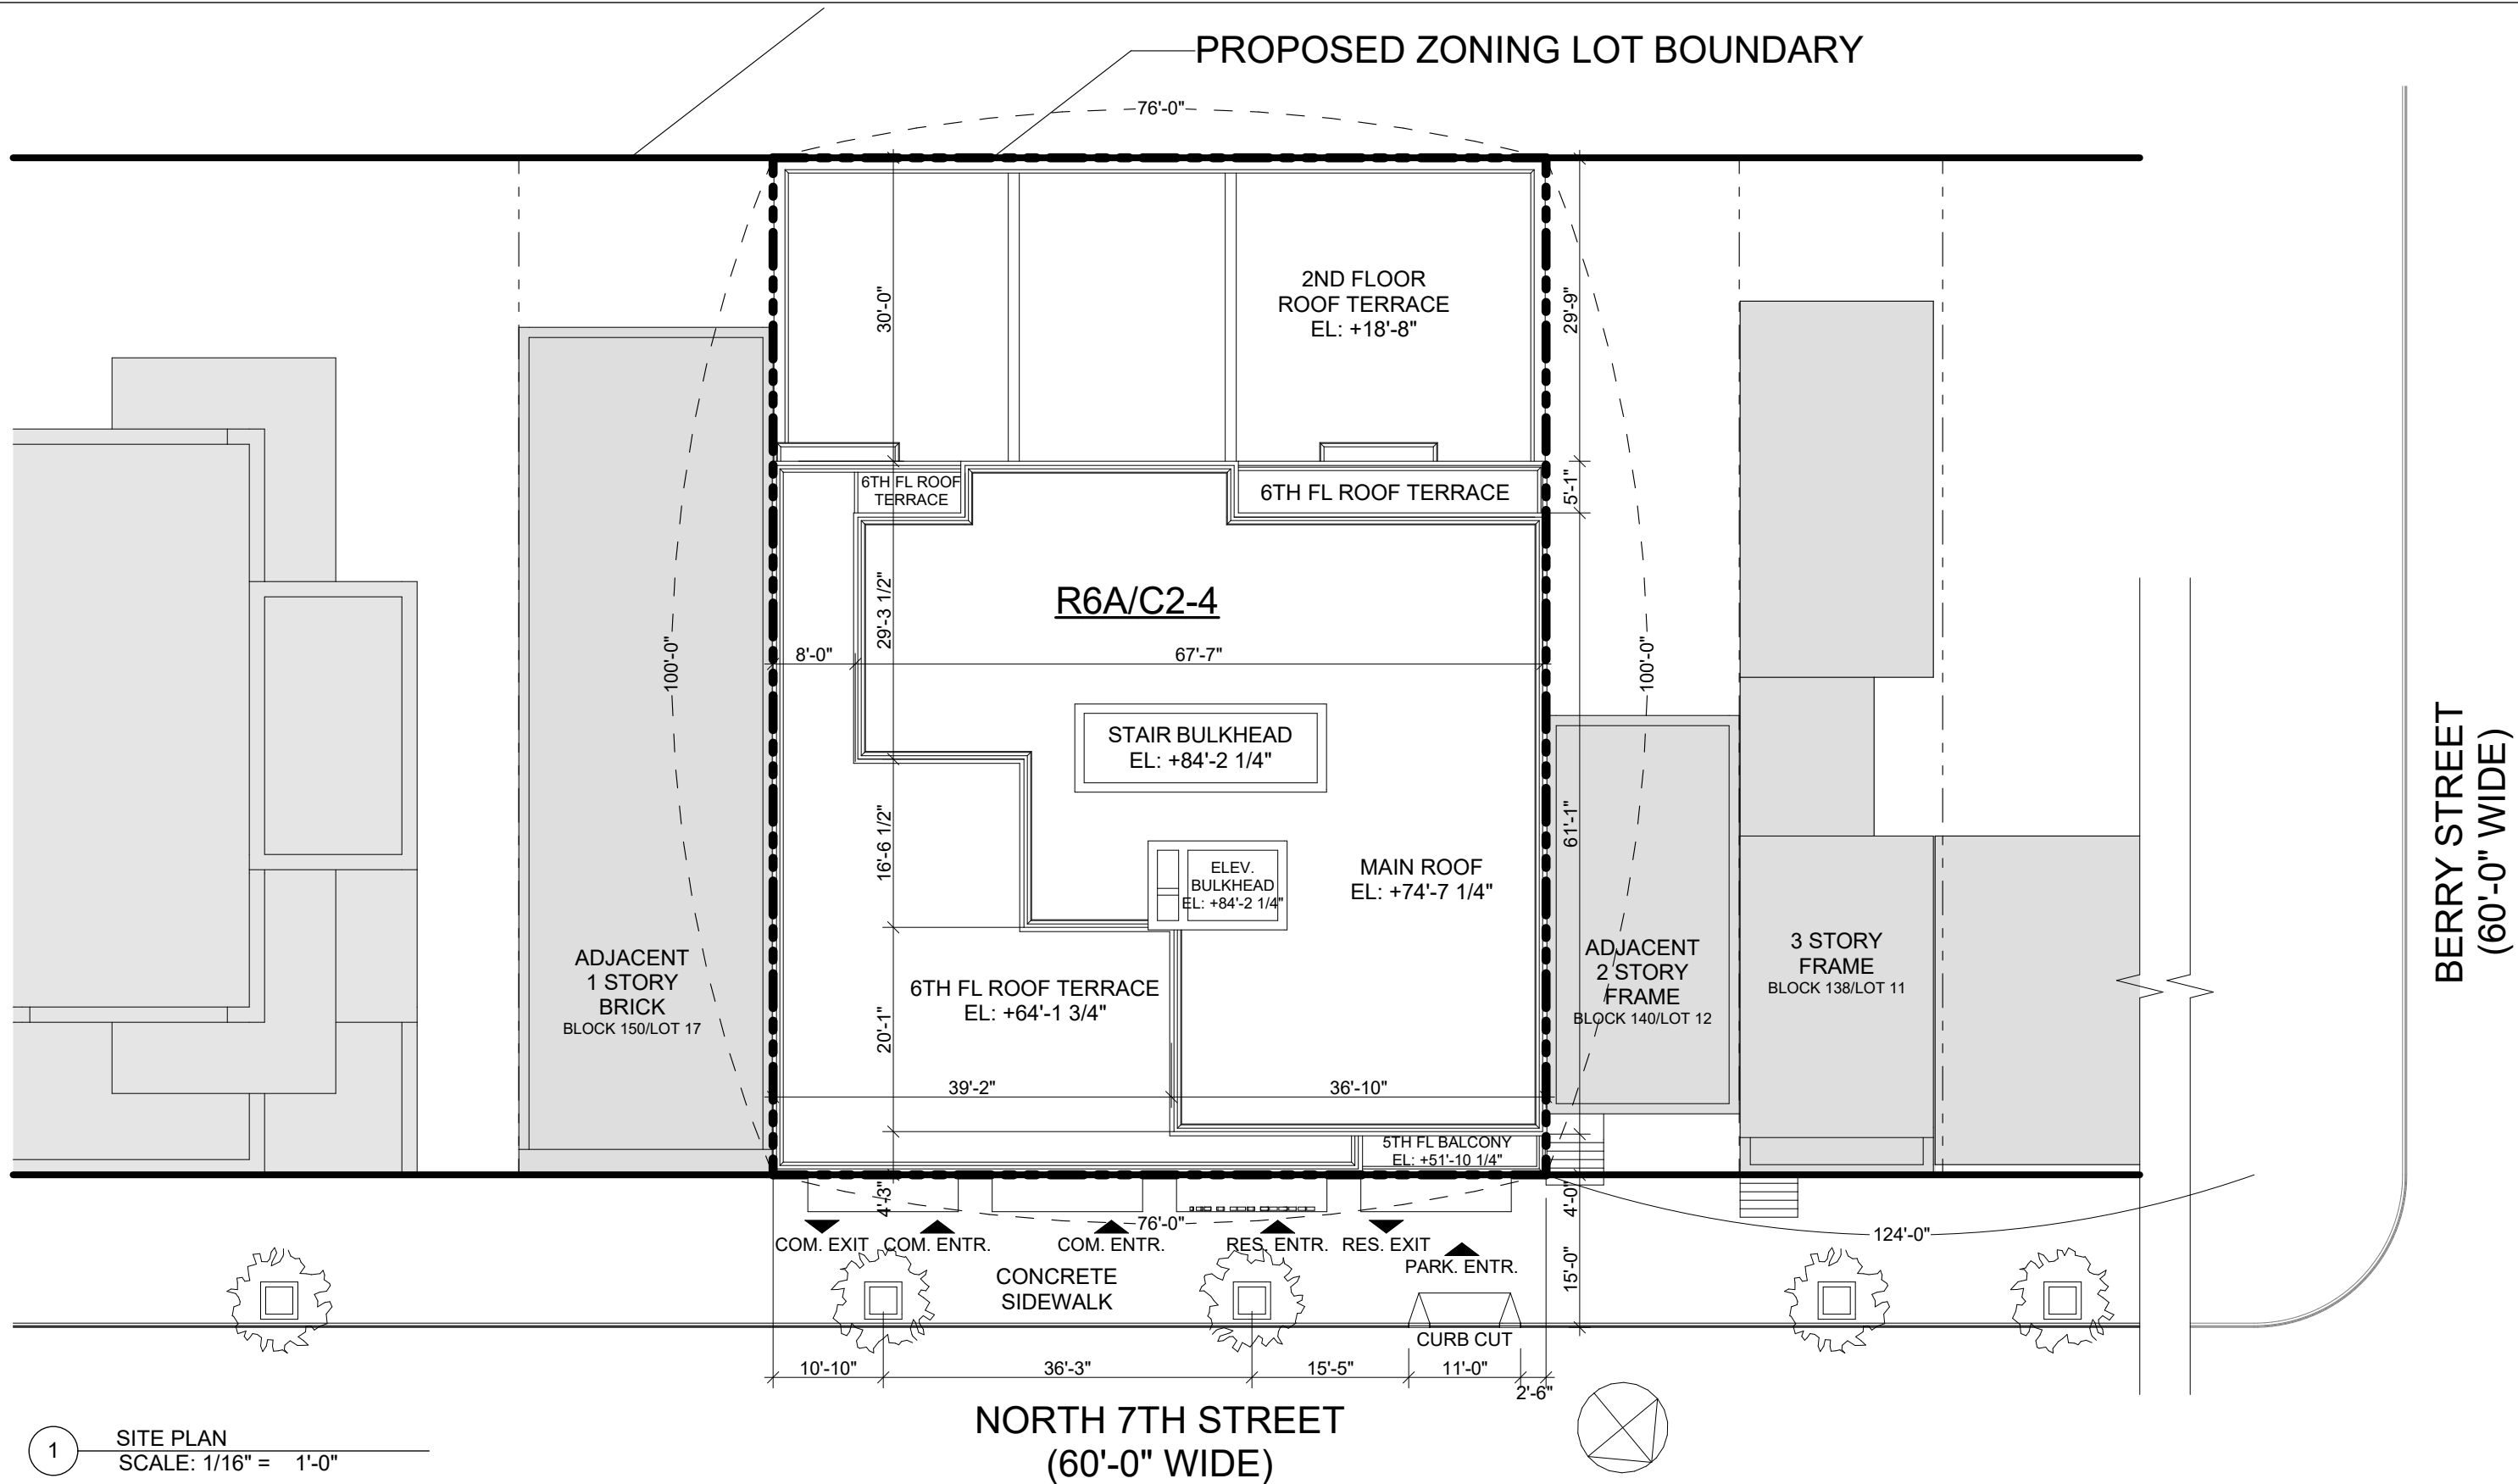 PROPOSED ZONING LOT BOUNDARY
76'-0"
2ND FLOOR
ROOF TERRACE
EL: +18'-8"
30'-0"
29'-9"
6TH FL ROOF
TERRACE
6TH FL ROOF TERRACE
5'-1"
R6A/C2-4
29'-3 1/2"
100'-0"
100'-0"
8'-0"
67'-7"
STAIR BULKHEAD
EL: +84'-2 1/4"
BERRY STREET
(60'-0" WIDE)
16'-6 1/2"
61'-1"
ELEV.
BULKHEAD
EL: +84'-2 1/4"
MAIN ROOF
EL: +74'-7 1/4"
ADJACENT
1 STORY
BRICK
BLOCK 150/LOT 17
6TH FL ROOF TERRACE
EL: +64'-1 3/4"
ADJACENT
2 STORY
FRAME
BLOCK 140/LOT 12
3 STORY
FRAME
BLOCK 138/LOT 11
20'-1"
39'-2"
36'-10"
5TH FL BALCONY
EL: +51'-10 1/4"
4'-3"
76'-0"
4'-0"
124'-0"
COM. EXIT
COM. ENTR.
COM. ENTR.
RES. ENTR.
RES. EXIT
PARK. ENTR.
CONCRETE
SIDEWALK
15'-0"
CURB CUT
10'-10"
36'-3"
15'-5"
11'-0"
2'-6"
NORTH 7TH STREET
(60'-0" WIDE)
1
SITE PLAN
SCALE: 1/16" = 1'-0"